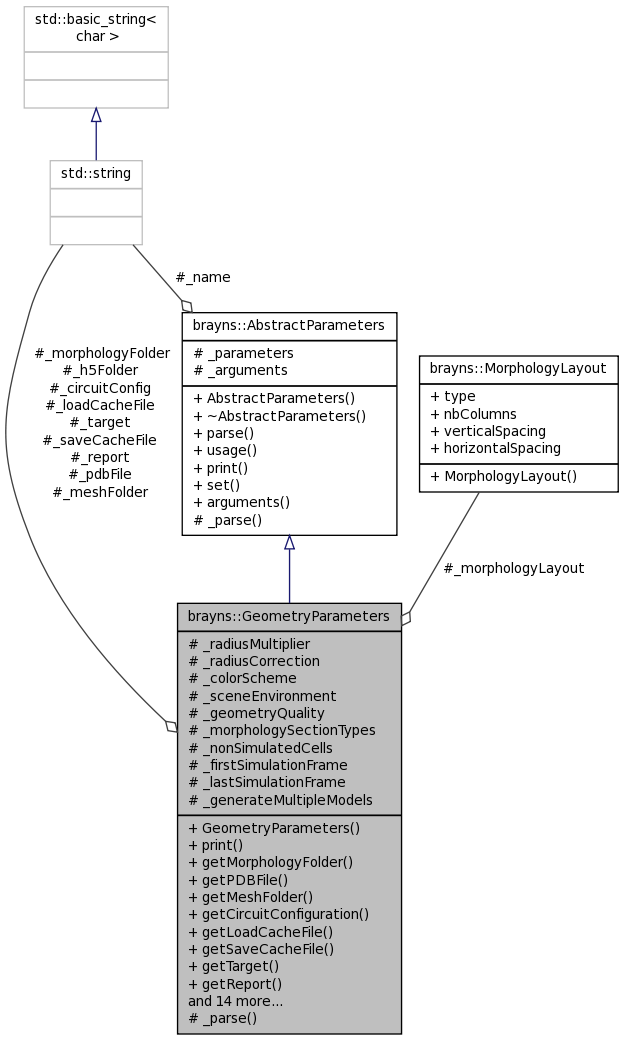 std::basic_string<
char >
std::string
#_name
#_morphologyFolder
#_h5Folder
#_circuitConfig
#_loadCacheFile
#_target
#_saveCacheFile
#_report
#_pdbFile
#_meshFolder
brayns::AbstractParameters
# _parameters
# _arguments
+ AbstractParameters()
+ ~AbstractParameters()
+ parse()
+ usage()
+ print()
+ set()
+ arguments()
# _parse()
brayns::MorphologyLayout
+ type
+ nbColumns
+ verticalSpacing
+ horizontalSpacing
+ MorphologyLayout()
#_morphologyLayout
brayns::GeometryParameters
# _radiusMultiplier
# _radiusCorrection
# _colorScheme
# _sceneEnvironment
# _geometryQuality
# _morphologySectionTypes
# _nonSimulatedCells
# _firstSimulationFrame
# _lastSimulationFrame
# _generateMultipleModels
+ GeometryParameters()
+ print()
+ getMorphologyFolder()
+ getPDBFile()
+ getMeshFolder()
+ getCircuitConfiguration()
+ getLoadCacheFile()
+ getSaveCacheFile()
+ getTarget()
+ getReport()
and 14 more...
# _parse()